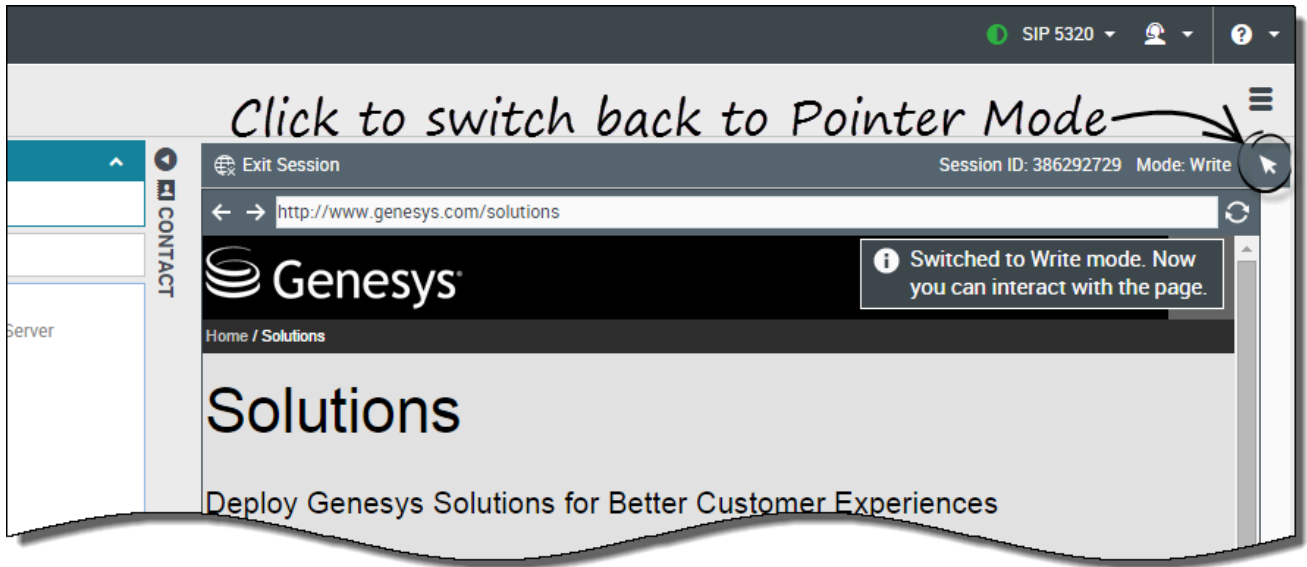 SIP 5320
Click to switch back to Pointer Mode
Exit Session
Session ID: 386292729 Mode: Write
CONTACT
http://www.genesys.com/solutions
Genesys
Switched to Write mode. Now
you can interact with the page.
Server
Home / Solutions
Solutions
Deploy Genesys Solutions for Better Customer Experiences